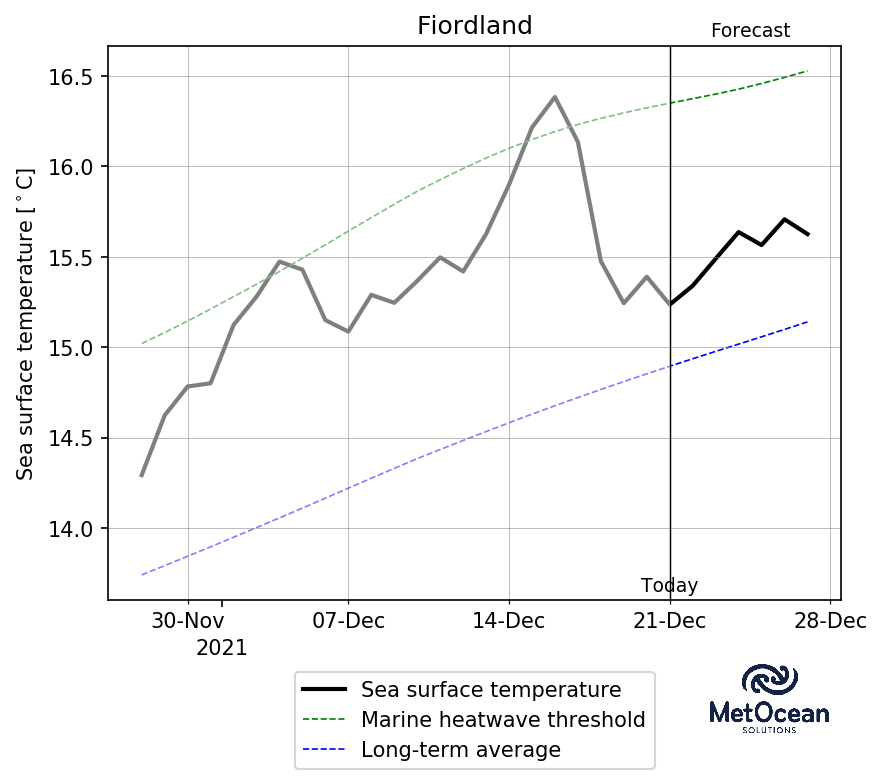 Fiordland
Forecast
Sea surface temperature [°C]
16.5
16.0
15.5
15.0
14.5
14.0
Today
30-Nov 07-Dec 14-Dec 21-Dec 28-Dec
2021
Sea surface temperature
Marine heatwave threshold
Long-term average
MetOcean
SOLUTIONS